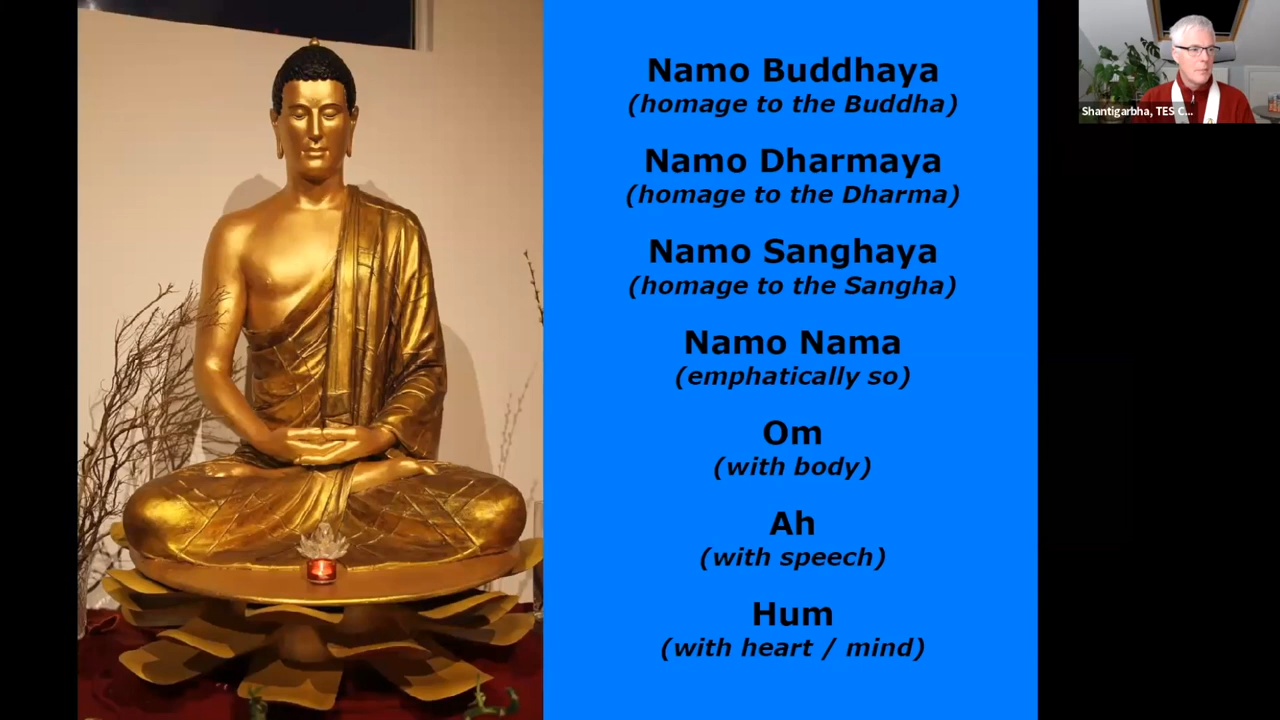 Namo Buddhaya
(homage to the Buddha)
Namo Dharmaya
(homage to the Dharma)
Namo Sanghaya
(homage to the Sangha)
Namo Nama
(emphatically so)
Om
(with body)
Ah
(with speech)
Hum
(with heart / mind)
Shantigarbha, TES C...